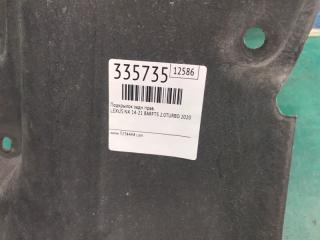 335735 12586
Подкрылок задн прав.
LEXUS NX 14-21 8ARFTS 2.0TURBO 2020